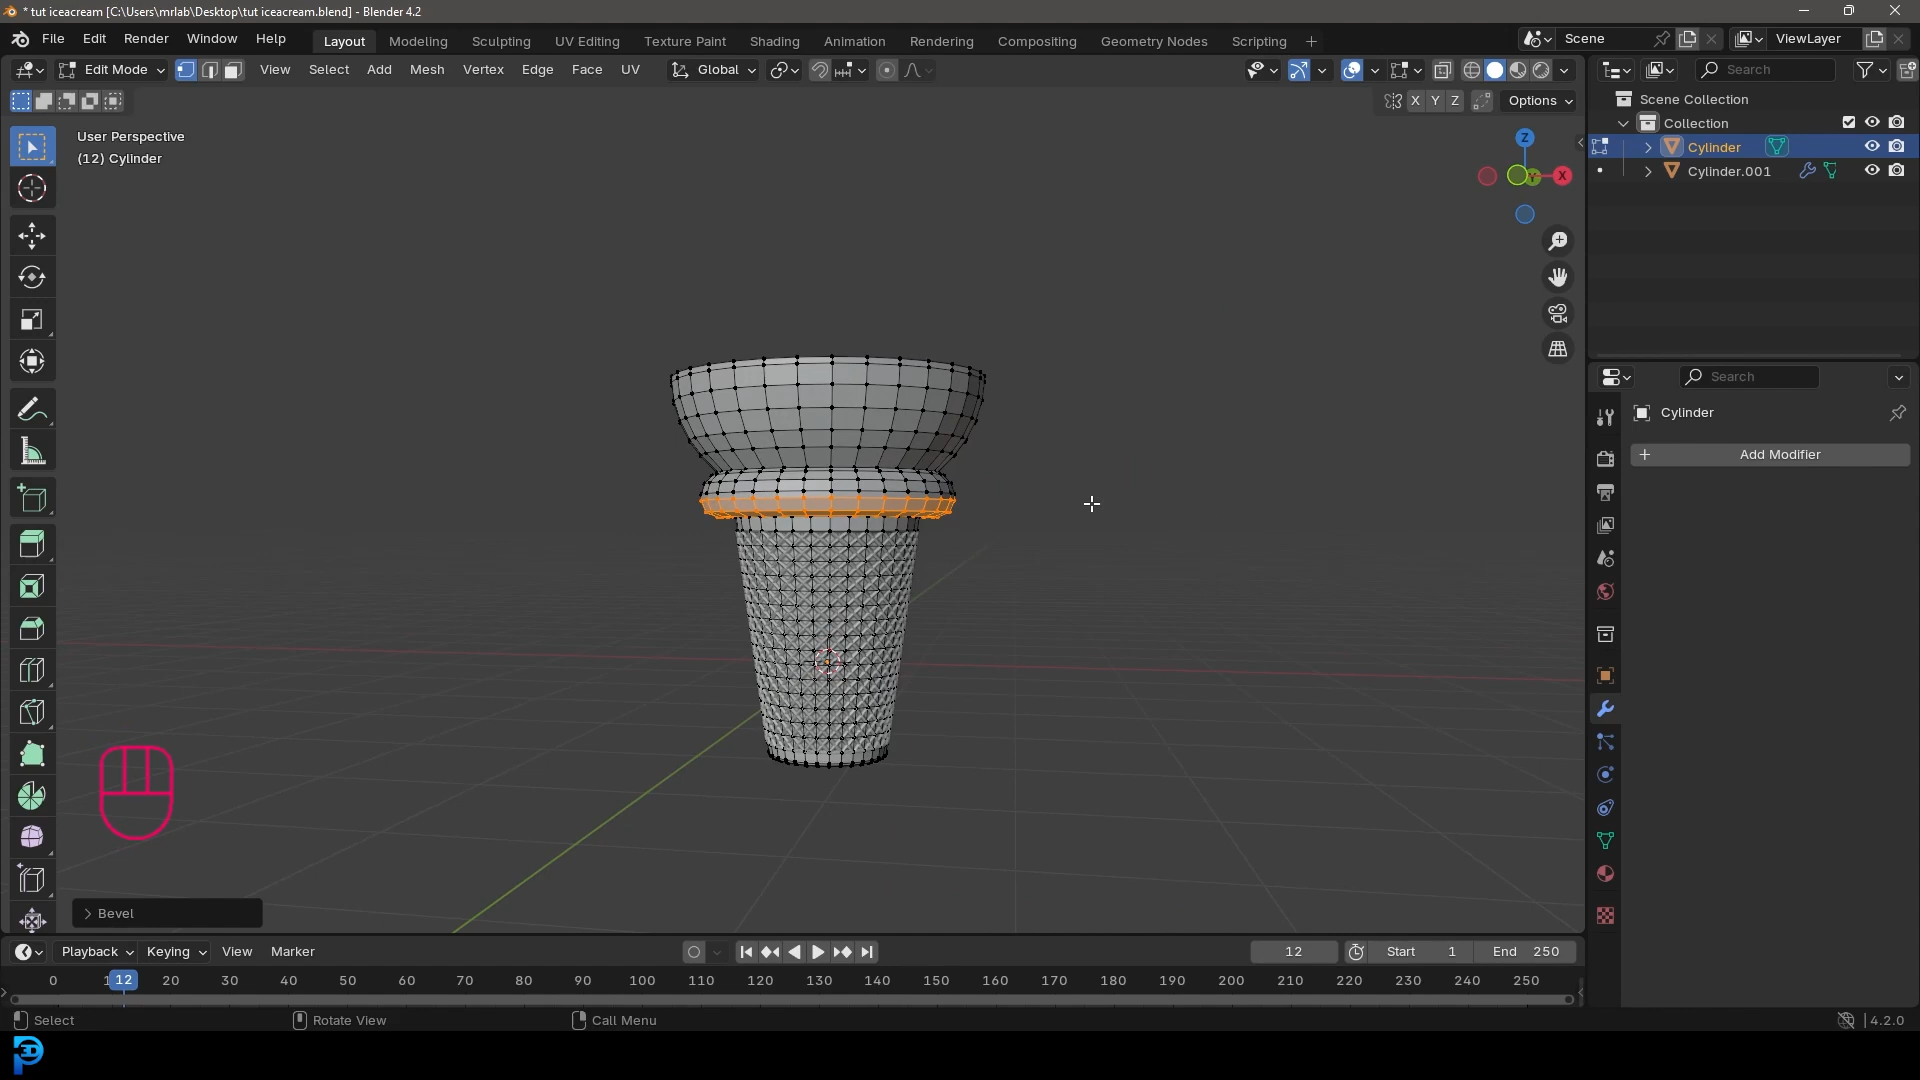 * tut iceacream [C:\Users\mrlab\Desktop\tut iceacream.blend] - Blender 4.2
File Edit Render Window Help Layout Modeling Sculpting UV Editing Texture Paint Shading Animation Rendering Compositing Geometry Nodes Scripting + Scene ViewLayer
Edit Mode View Select Add Mesh Vertex Edge Face UV Global Search
X Y Z Options
Scene Collection
Collection
Cylinder
Cylinder.001
User Perspective
(12) Cylinder
Z
Y X
Search
Cylinder
+ Add Modifier
> Bevel
Playback Keying View Marker 12 Start 1 End 250
0 12 20 30 40 50 60 70 80 90 100 110 120 130 140 150 160 170 180 190 200 210 220 230 240 250
Select Rotate View Call Menu 4.2.0
3D